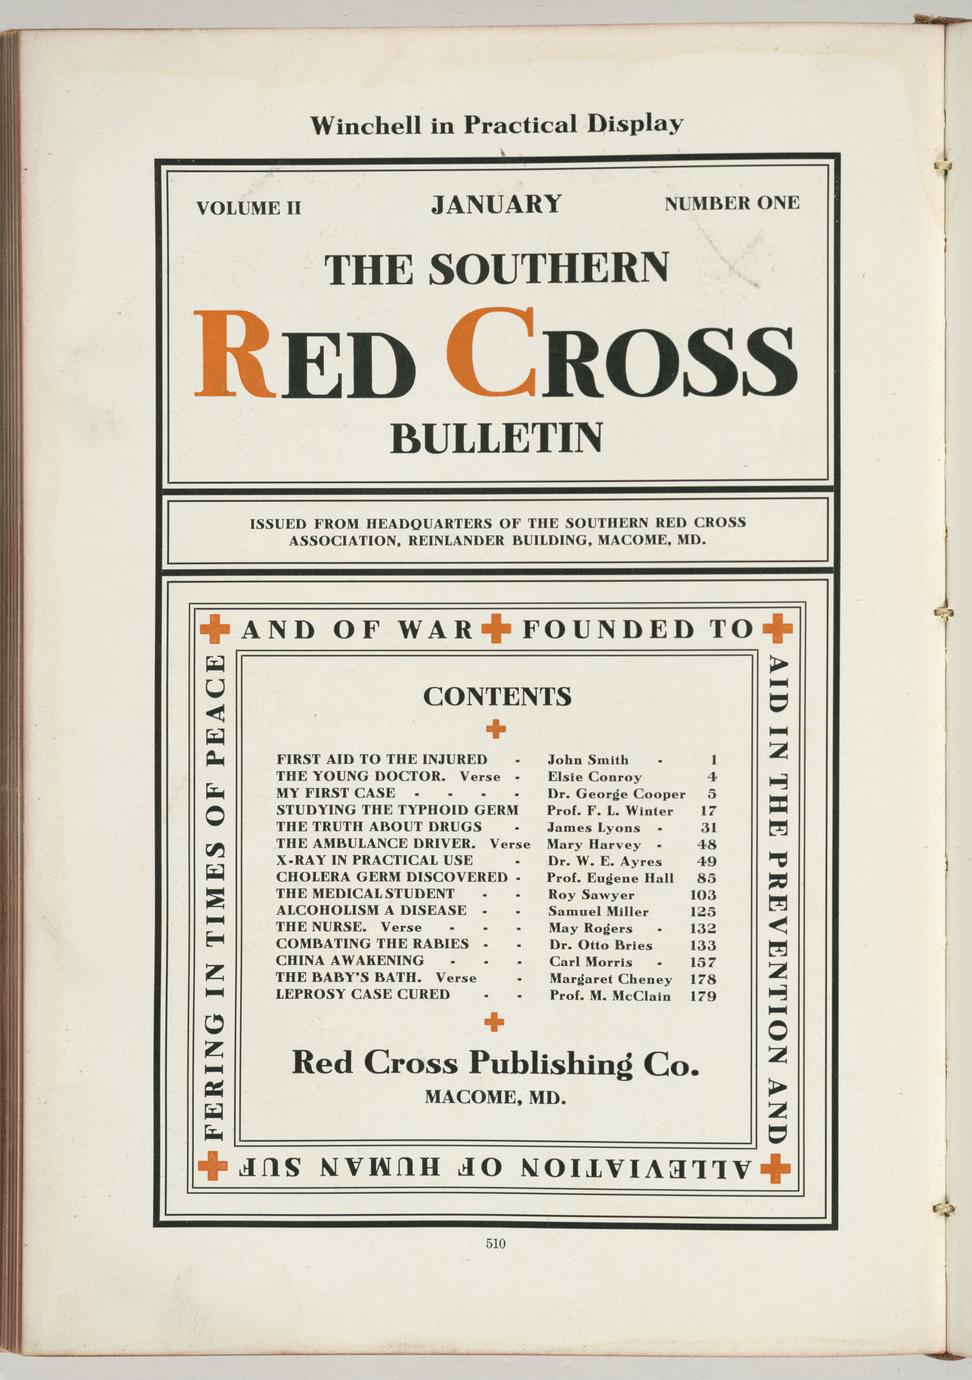 Winchell in Practical Display
VOLUME II JANUARY NUMBER ONE
THE SOUTHERN
RED CROSS
BULLETIN
ISSUED FROM HEADQUARTERS OF THE SOUTHERN RED CROSS
ASSOCIATION, REINLANDER BUILDING, MACOME, MD.
AND OF WAR FOUNDED TO
AID IN THE PREVENTION AND
ALLEVIATION OF HUMAN SUF
FERING IN TIMES OF PEACE
CONTENTS
FIRST AID TO THE INJURED - John Smith - 1
THE YOUNG DOCTOR. Verse - Elsie Conroy 4
MY FIRST CASE - - - - Dr. George Cooper 5
STUDYING THE TYPHOID GERM Prof. F. L. Winter 17
THE TRUTH ABOUT DRUGS - James Lyons - 31
THE AMBULANCE DRIVER. Verse Mary Harvey - 48
X-RAY IN PRACTICAL USE - Dr. W. E. Ayres 49
CHOLERA GERM DISCOVERED - Prof. Eugene Hall 85
THE MEDICAL STUDENT - - Roy Sawyer 103
ALCOHOLISM A DISEASE - - Samuel Miller 125
THE NURSE. Verse - - - May Rogers - 132
COMBATING THE RABIES - - Dr. Otto Bries 133
CHINA AWAKENING - - - Carl Morris - 157
THE BABY'S BATH. Verse - Margaret Cheney 178
LEPROSY CASE CURED - - Prof. M. McClain 179
Red Cross Publishing Co.
MACOME, MD.
510